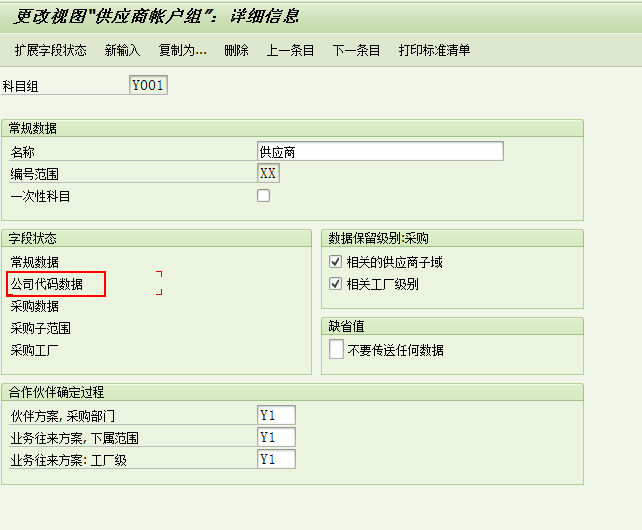 更改视图“供应商帐户组”: 详细信息
扩展字段状态 新输入 复制为... 删除 上一条目 下一条目 打印标准清单
科目组 Y001
常规数据
名称 供应商
编号范围 XX
一次性科目
字段状态 数据保留级别:采购
常规数据 相关的供应商子域
公司代码数据 相关工厂级别
采购数据
采购子范围 缺省值
采购工厂 不要传送任何数据
合作伙伴确定过程
伙伴方案, 采购部门 Y1
业务往来方案, 下属范围 Y1
业务往来方案: 工厂级 Y1